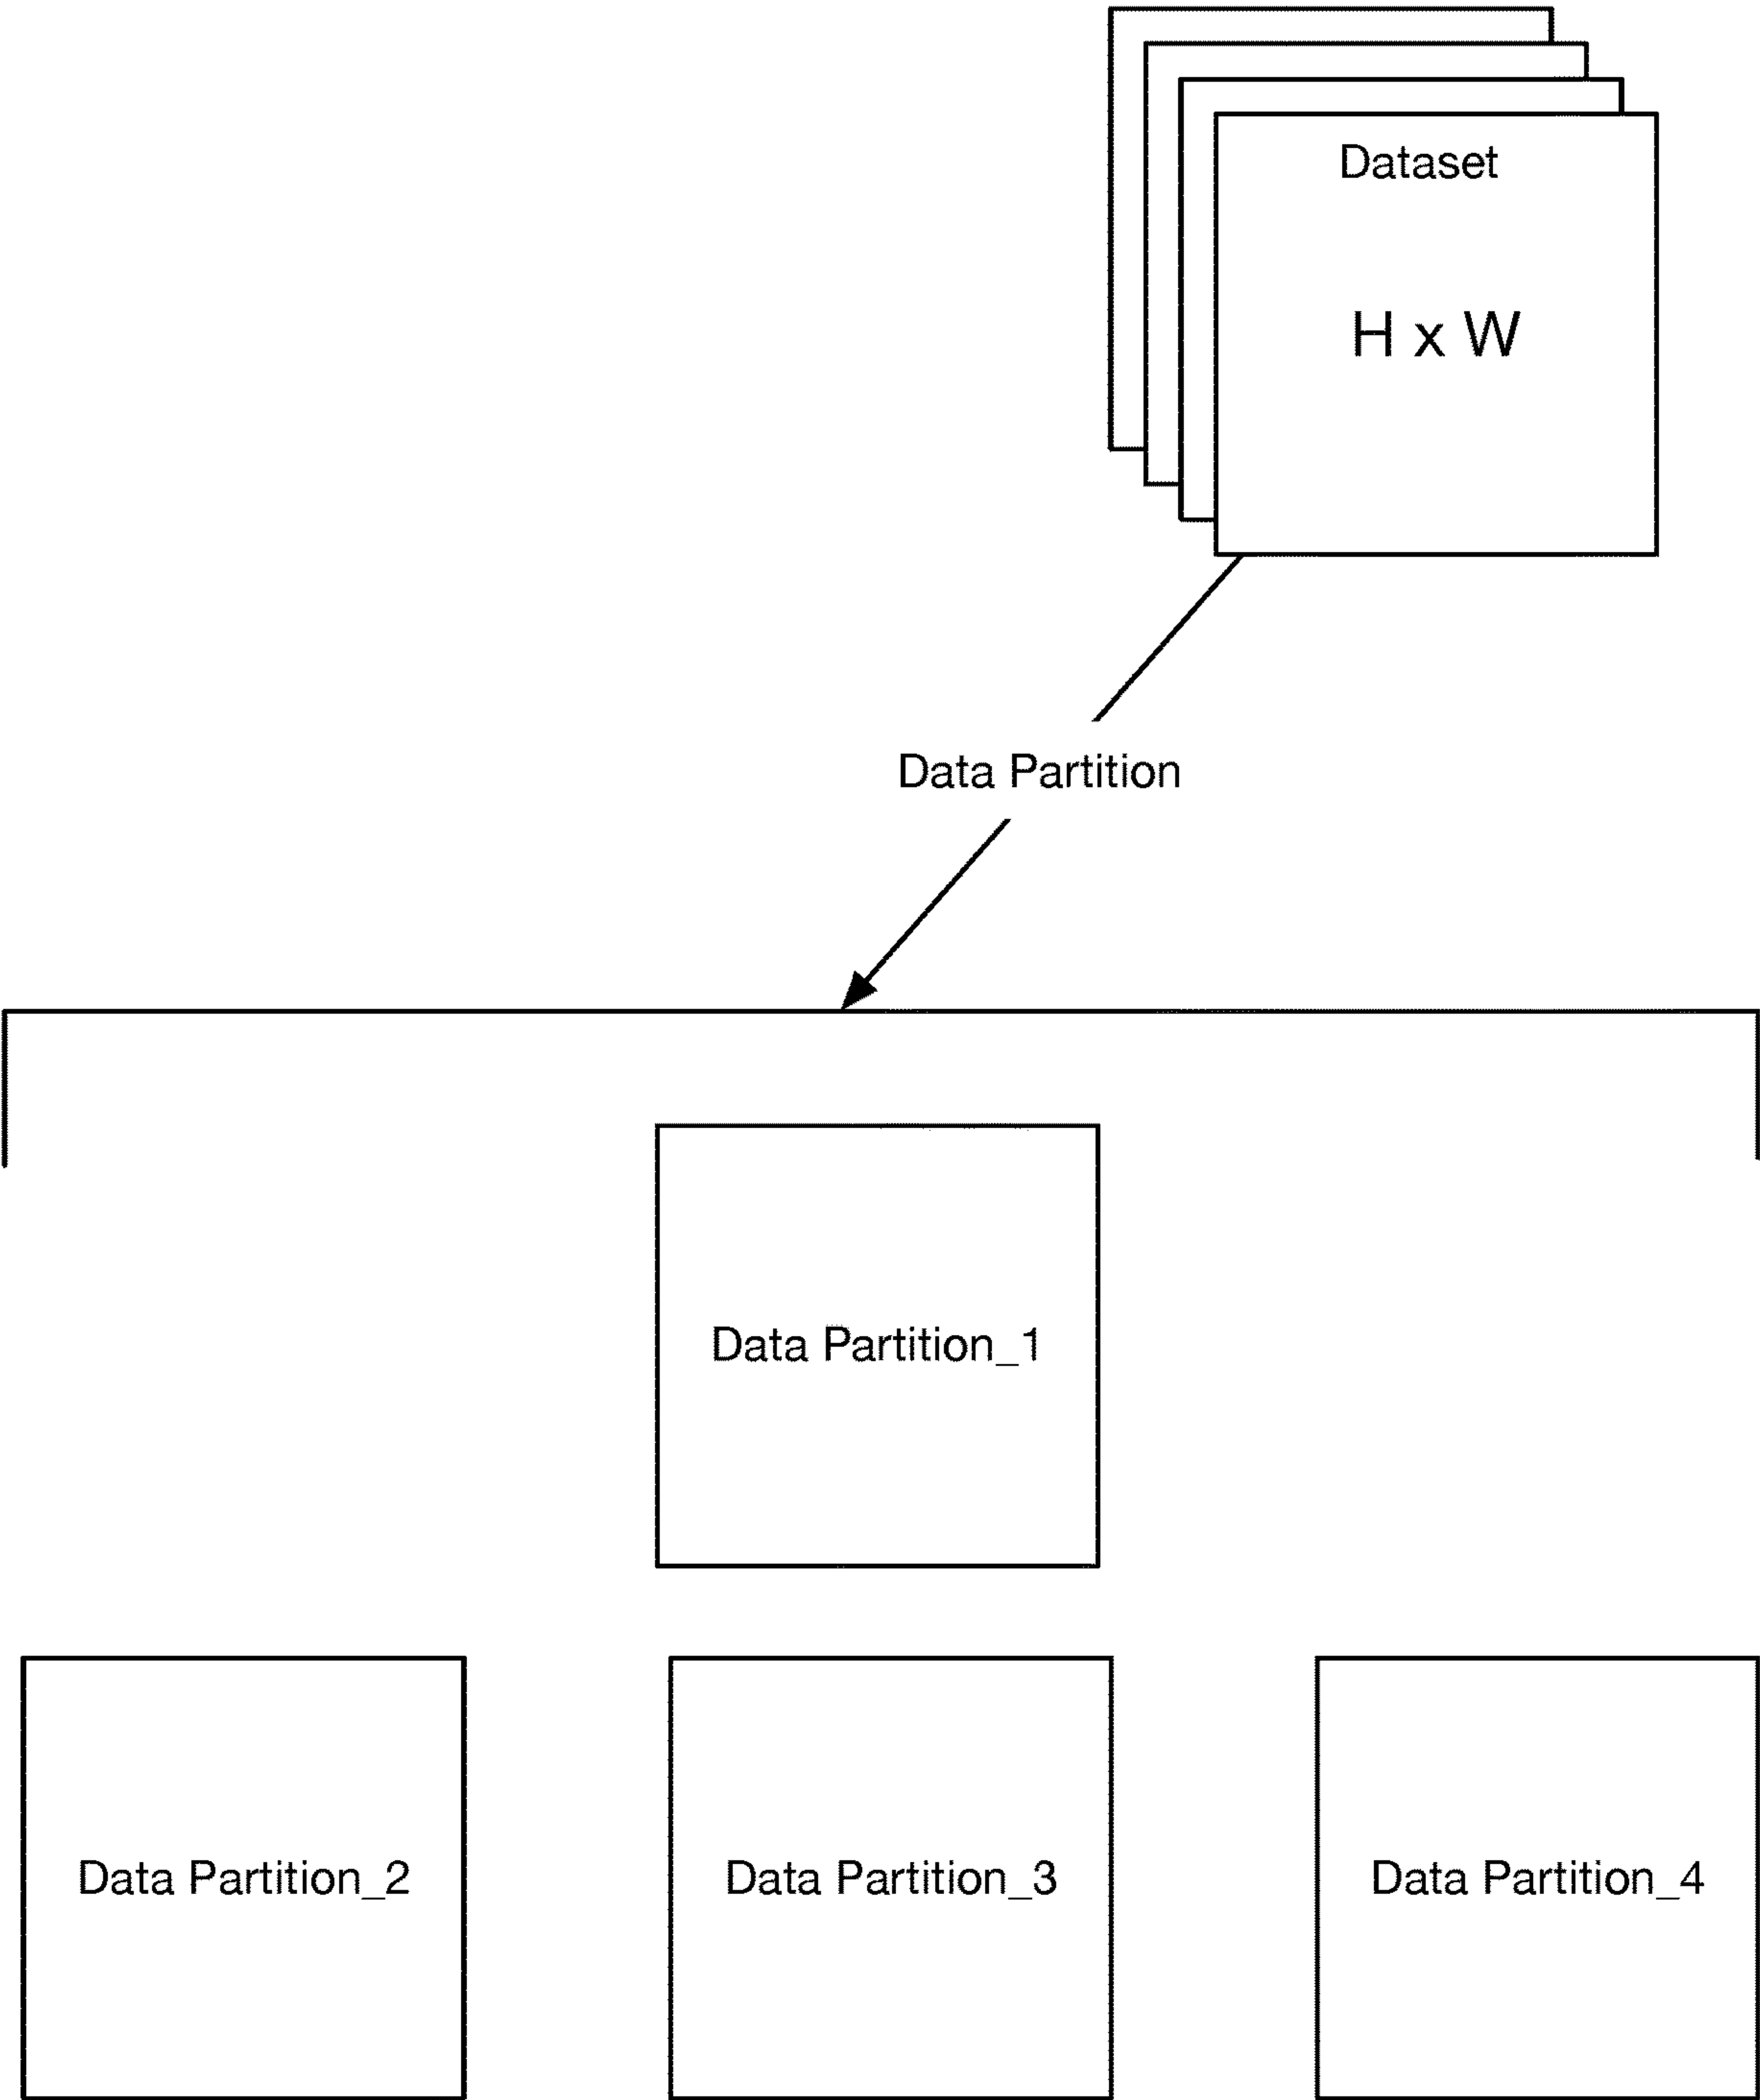 Dataset
H x W
Data Partition
Data Partition_1
Data Partition_2
Data Partition_3
Data Partition_4